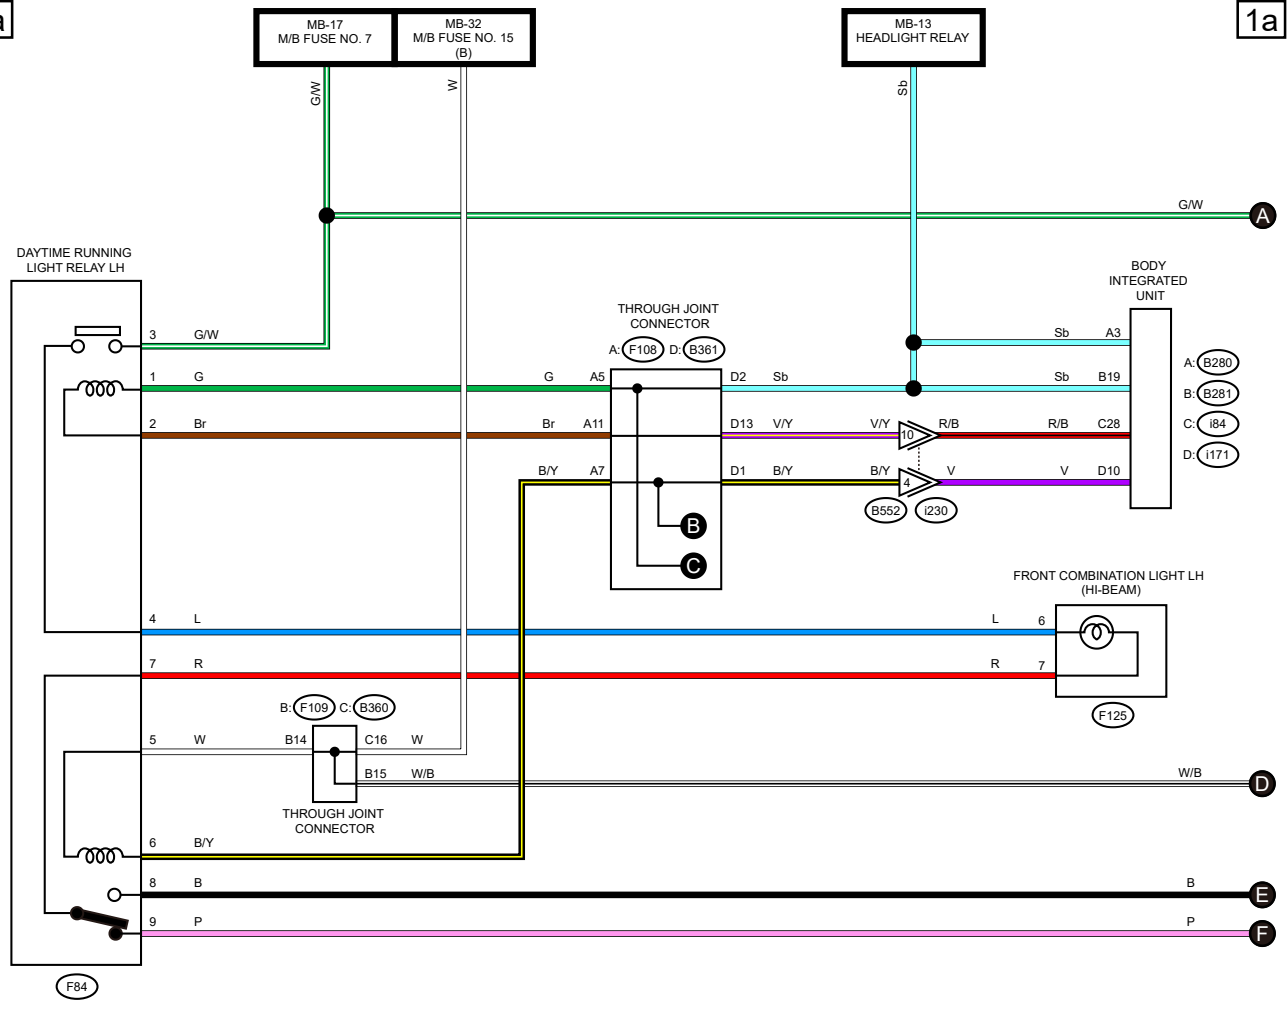 a
MB-17
M/B FUSE NO. 7
MB-32
M/B FUSE NO. 15
(B)
MB-13
HEADLIGHT RELAY
1a
G/W
W
Sb
G/W
A
DAYTIME RUNNING
LIGHT RELAY LH
BODY
INTEGRATED
UNIT
THROUGH JOINT
CONNECTOR
A: F108 D: B361
3 G/W
Sb A3
A: B280
1 G
G A5
D2 Sb
Sb B19
B: B281
2 Br
Br A11
D13 V/Y
V/Y 10 R/B
R/B C28
C: i84
D: i171
B/Y A7
D1 B/Y
B/Y 4 V
V D10
B552 i230
B
C
FRONT COMBINATION LIGHT LH
(HI-BEAM)
4 L
L 6
7 R
R 7
F125
B: F109 C: B360
5 W
B14
C16 W
B15 W/B
W/B
D
THROUGH JOINT
CONNECTOR
6 B/Y
8 B
B
E
9 P
P
F
F84